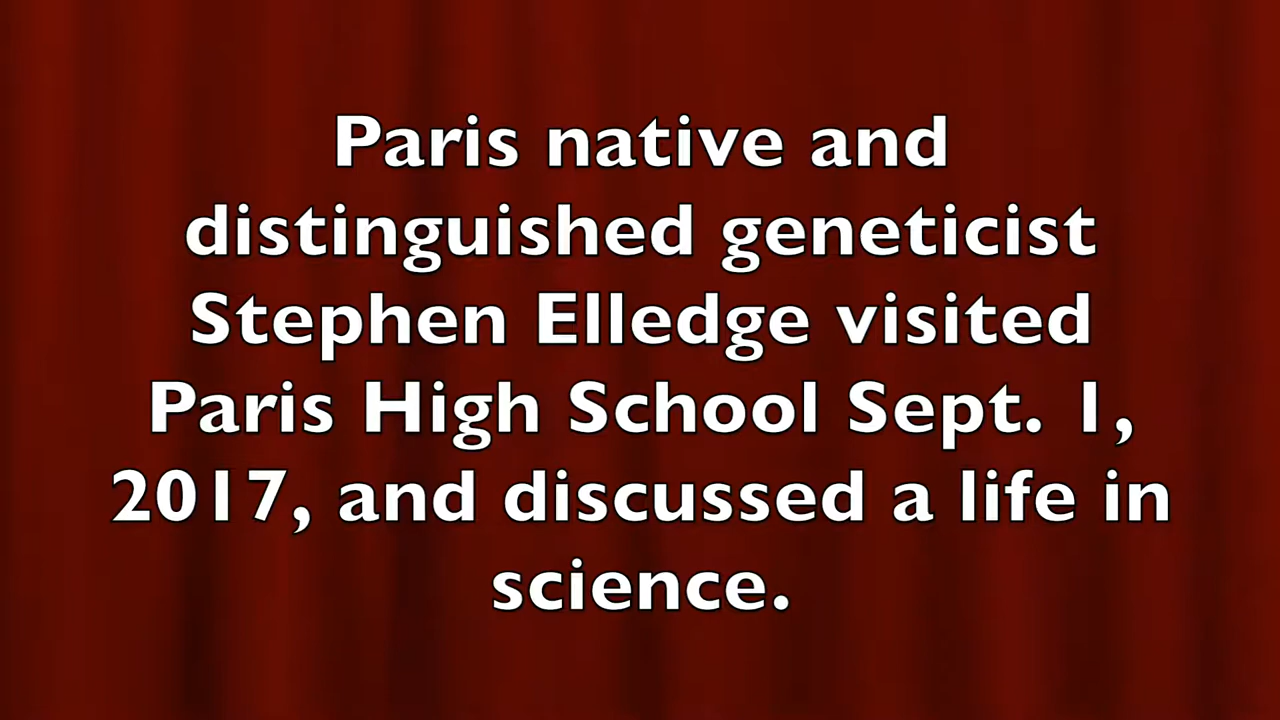 Paris native and
distinguished geneticist
Stephen Elledge visited
Paris High School Sept. 1,
2017, and discussed a life in
science.